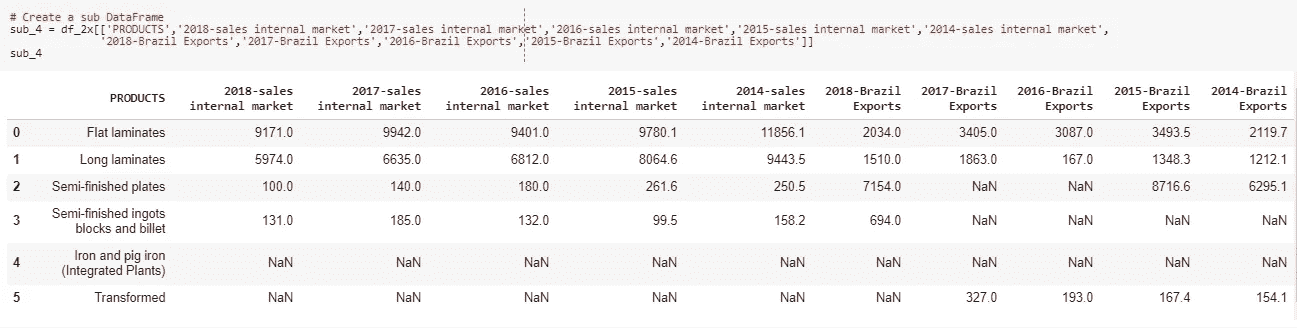 # Create a sub DataFrame
sub_4 = df_2x[['PRODUCTS','2018-sales internal market','2017-sales internal market','2016-sales internal market','2015-sales internal market','2014-sales internal market',
'2018-Brazil Exports','2017-Brazil Exports','2016-Brazil Exports','2015-Brazil Exports','2014-Brazil Exports']]
sub_4
PRODUCTS 2018-sales internal market 2017-sales internal market 2016-sales internal market 2015-sales internal market 2014-sales internal market 2018-Brazil Exports 2017-Brazil Exports 2016-Brazil Exports 2015-Brazil Exports 2014-Brazil Exports
0 Flat laminates 9171.0 9942.0 9401.0 9780.1 11856.1 2034.0 3405.0 3087.0 3493.5 2119.7
1 Long laminates 5974.0 6635.0 6812.0 8064.6 9443.5 1510.0 1863.0 167.0 1348.3 1212.1
2 Semi-finished plates 100.0 140.0 180.0 261.6 250.5 7154.0 NaN NaN 8716.6 6295.1
3 Semi-finished ingots blocks and billet 131.0 185.0 132.0 99.5 158.2 694.0 NaN NaN NaN NaN
4 Iron and pig iron (Integrated Plants) NaN NaN NaN NaN NaN NaN NaN NaN NaN NaN
5 Transformed NaN NaN NaN NaN NaN NaN 327.0 193.0 167.4 154.1